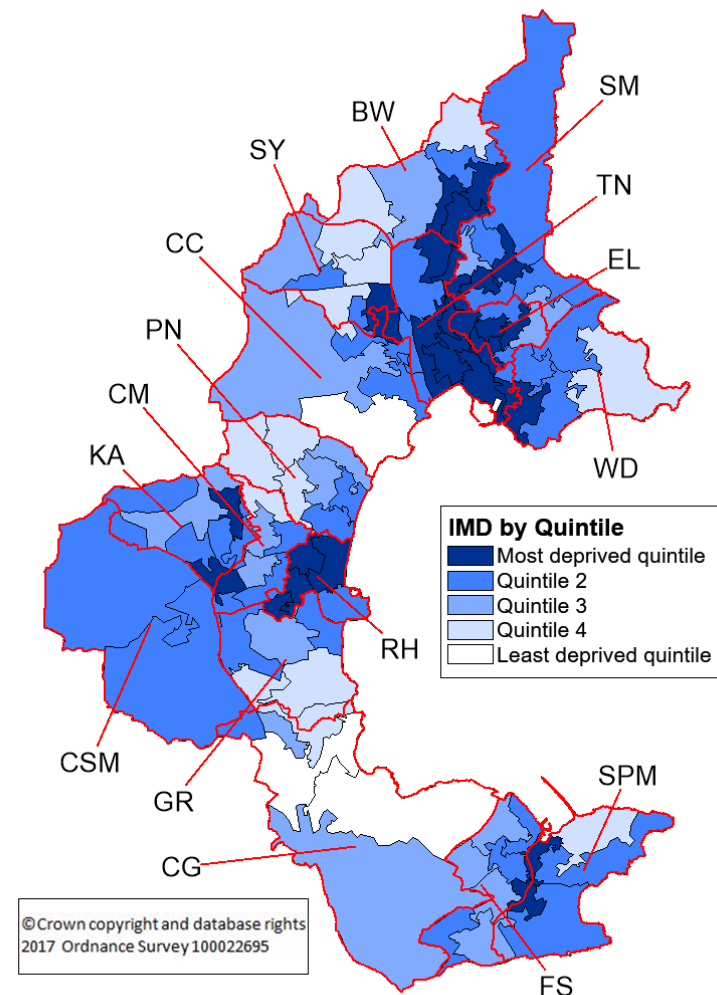 SM
BW
SY
TN
CC
EL
PN
CM
KA
WD
IMD by Quintile
Most deprived quintile
Quintile 2
Quintile 3
Quintile 4
Least deprived quintile
RH
CSM
GR
SPM
CG
©Crown copyright and database rights
2017 Ordnance Survey 100022695
FS